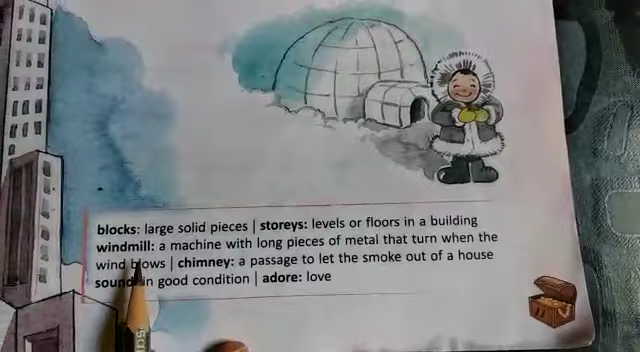 blocks: large solid pieces | storeys: levels or floors in a building
windmill: a machine with long pieces of metal that turn when the
wind blows | chimney: a passage to let the smoke out of a house
sound: in good condition | adore: love